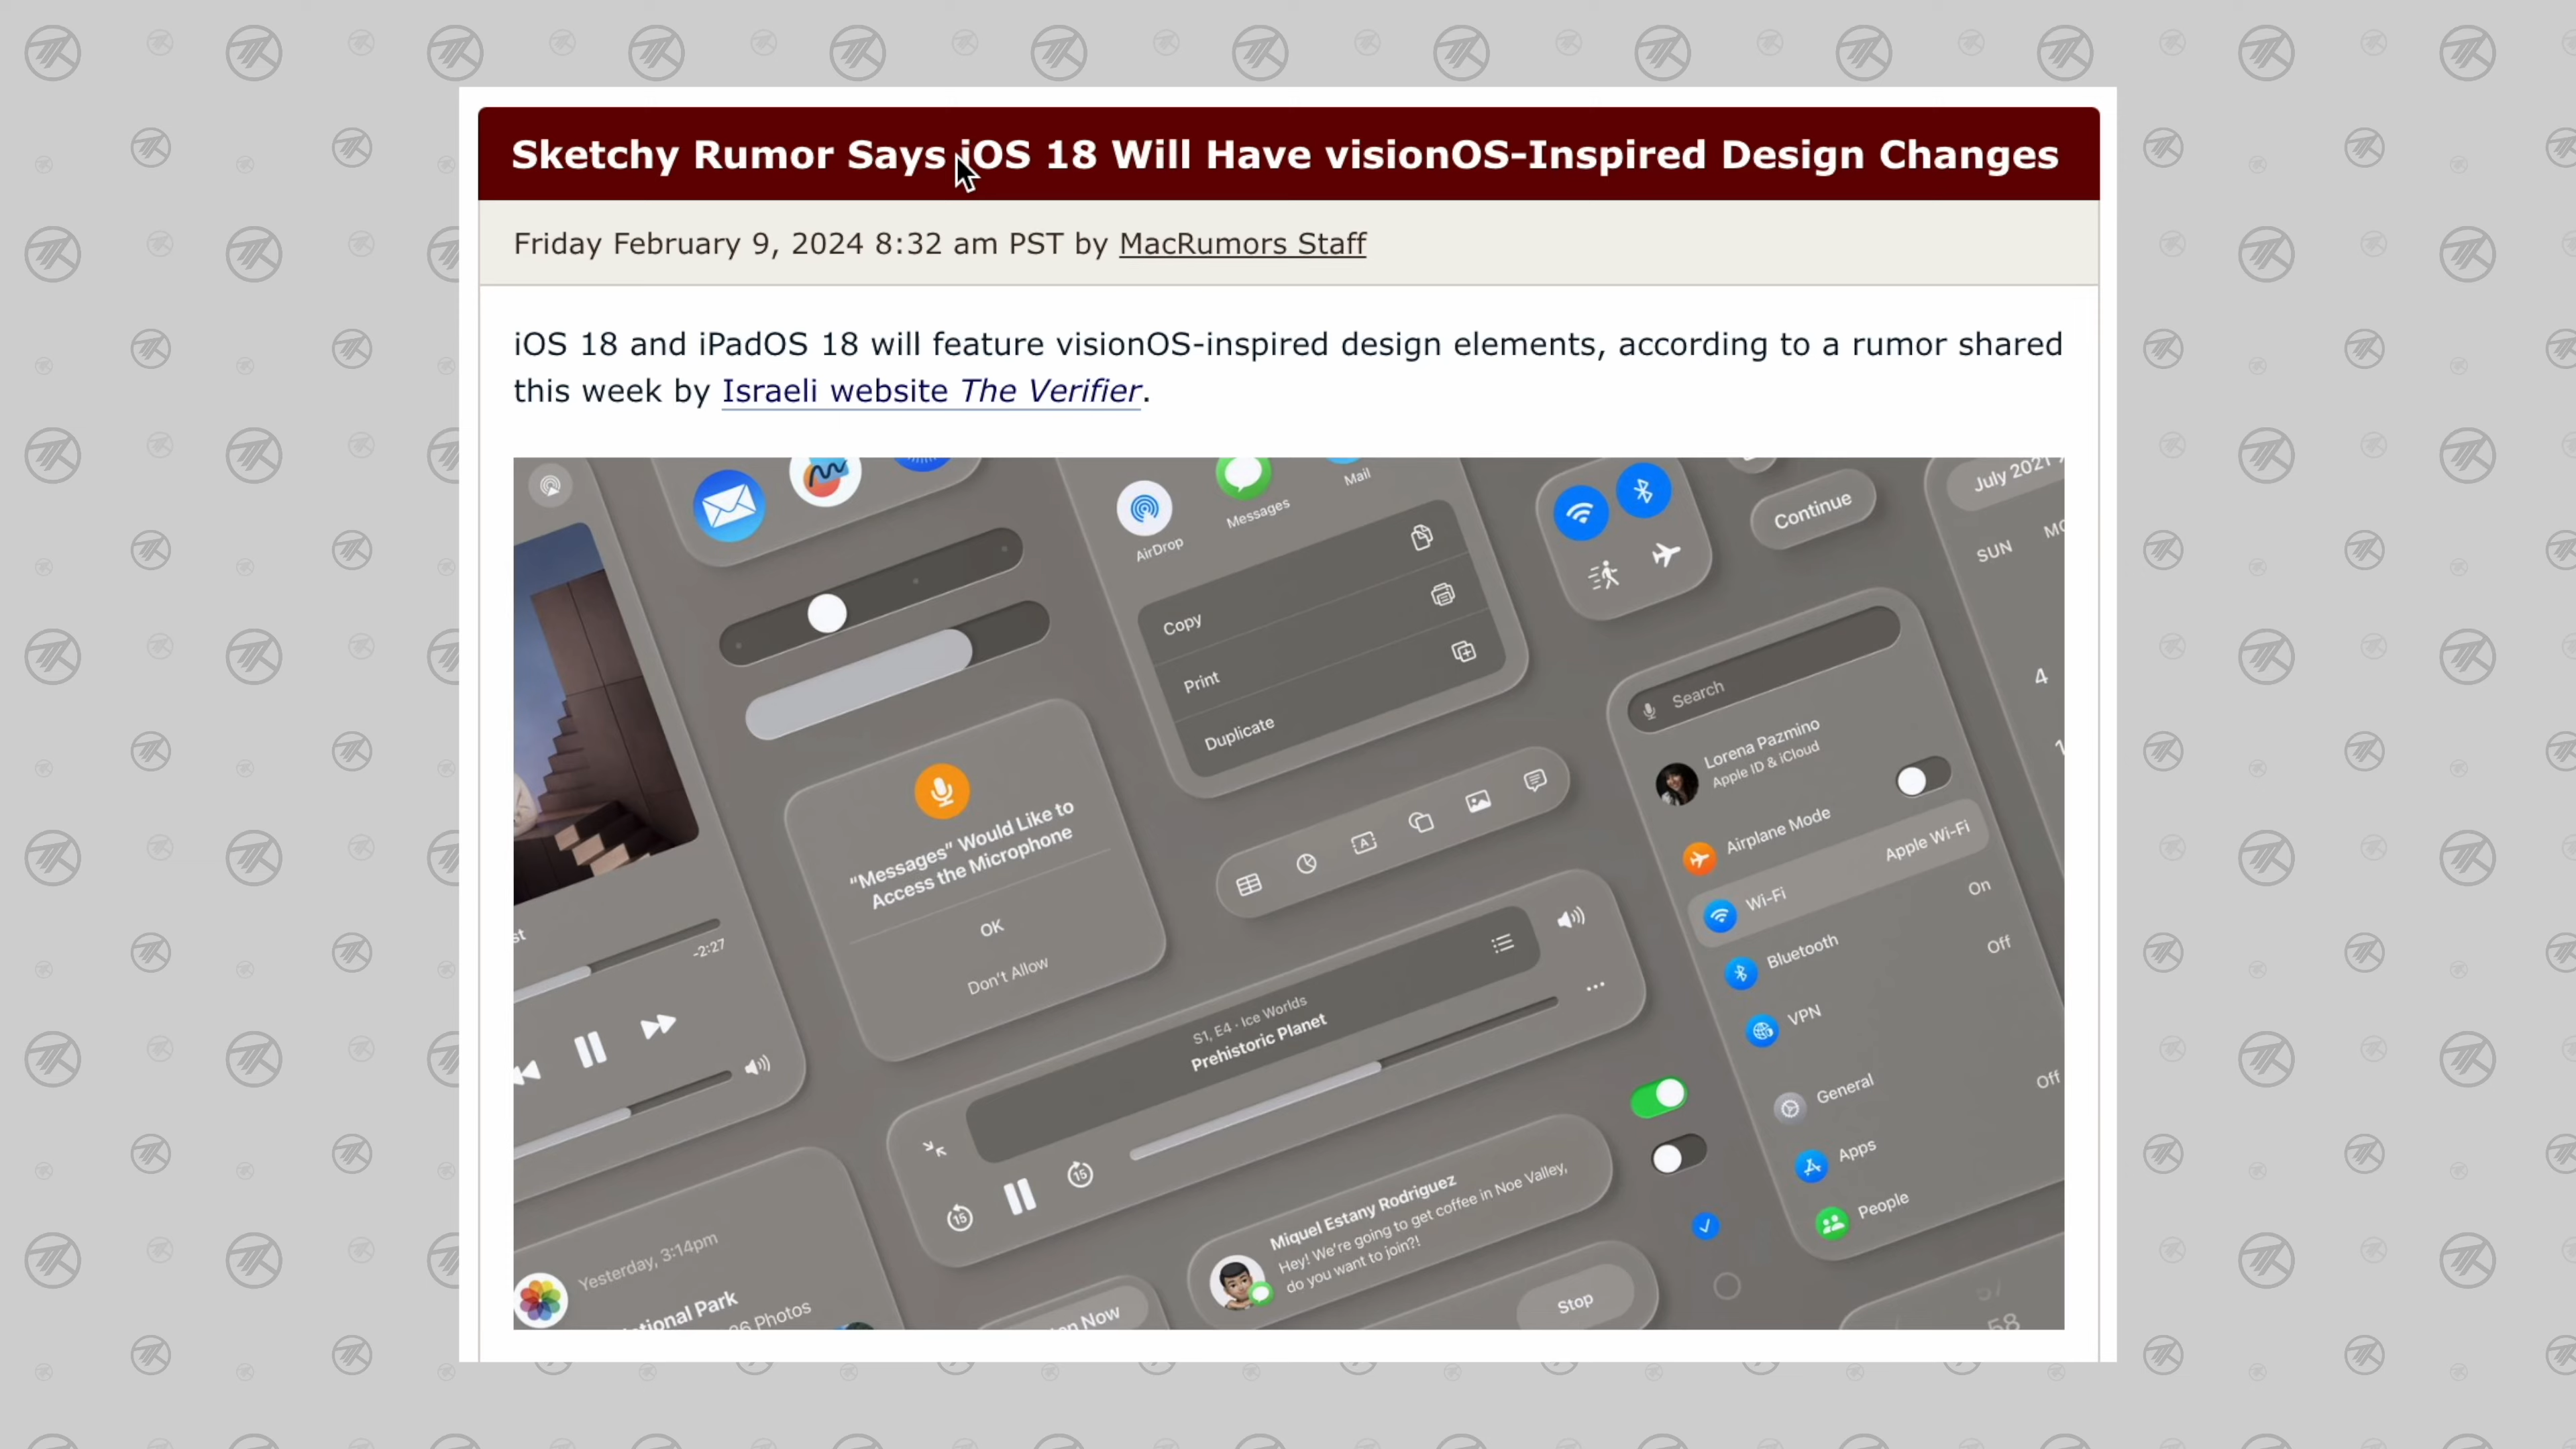 Sketchy Rumor Says iOS 18 Will Have visionOS-Inspired Design Changes
Friday February 9, 2024 8:32 am PST by MacRumors Staff
iOS 18 and iPadOS 18 will feature visionOS-inspired design elements, according to a rumor shared
this week by Israeli website The Verifier.
AirDrop
Messages
Mail
Copy
Print
Duplicate
Continue
July 2021
SUN
4
Search
Lorena Pazmino
Apple ID & iCloud
Airplane Mode
Wi-Fi
Apple Wi-Fi
Bluetooth
On
VPN
Off
General
Apps
Off
People
"Messages" Would Like to
Access the Microphone
OK
Don't Allow
-2:27
S1, E4 · Ice Worlds
Prehistoric Planet
15
15
Miquel Estany Rodriguez
Hey! We're going to get coffee in Noe Valley,
do you want to join?!
Stop
Yesterday, 3:14pm
Photos
Now
58